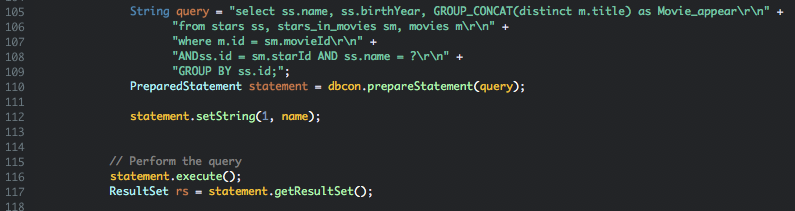 105 String query = "select ss.name, ss.birthYear, GROUP_CONCAT(distinct m.title) as Movie_appear\r\n" +
106 "from stars ss, stars_in_movies sm, movies m\r\n" +
107 "where m.id = sm.movieId\r\n" +
108 "ANDss.id = sm.starId AND ss.name = ?\r\n" +
109 "GROUP BY ss.id;";
110 PreparedStatement statement = dbcon.prepareStatement(query);
111
112 statement.setString(1, name);
113
114
115 // Perform the query
116 statement.execute();
117 ResultSet rs = statement.getResultSet();
118